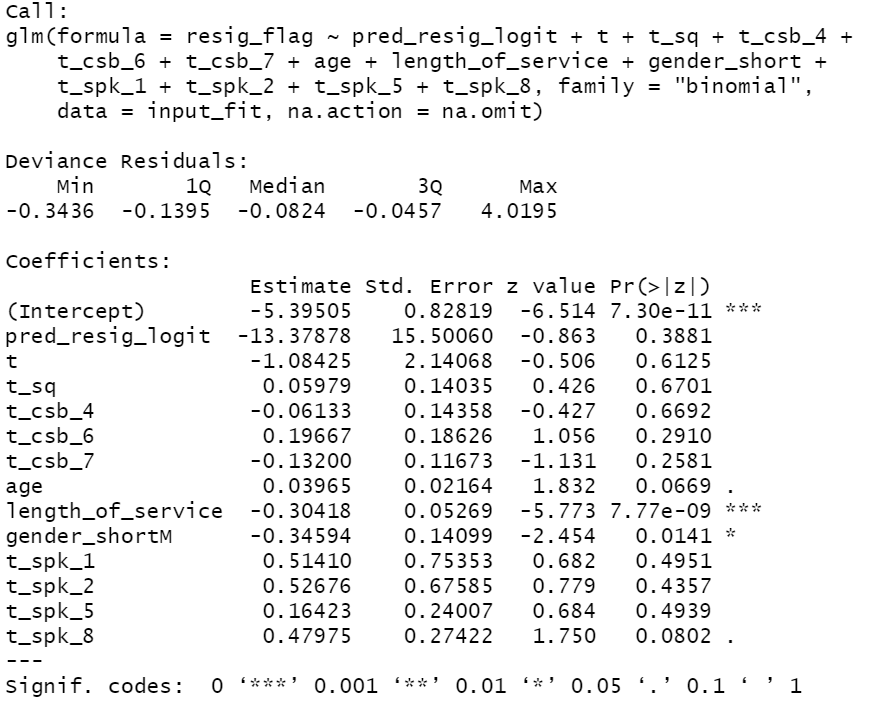 Call:
glm(formula = resig_flag ~ pred_resig_logit + t + t_sq + t_csb_4 +
    t_csb_6 + t_csb_7 + age + length_of_service + gender_short +
    t_spk_1 + t_spk_2 + t_spk_5 + t_spk_8, family = "binomial",
    data = input_fit, na.action = na.omit)

Deviance Residuals:
    Min       1Q   Median       3Q      Max
-0.3436  -0.1395  -0.0824  -0.0457   4.0195

Coefficients:
                   Estimate Std. Error z value Pr(>|z|)
(Intercept)        -5.39505    0.82819  -6.514 7.30e-11 ***
pred_resig_logit  -13.37878   15.50060  -0.863   0.3881
t                  -1.08425    2.14068  -0.506   0.6125
t_sq                0.05979    0.14035   0.426   0.6701
t_csb_4            -0.06133    0.14358  -0.427   0.6692
t_csb_6             0.19667    0.18626   1.056   0.2910
t_csb_7            -0.13200    0.11673  -1.131   0.2581
age                 0.03965    0.02164   1.832   0.0669 .
length_of_service  -0.30418    0.05269  -5.773 7.77e-09 ***
gender_shortM      -0.34594    0.14099  -2.454   0.0141 *
t_spk_1             0.51410    0.75353   0.682   0.4951
t_spk_2             0.52676    0.67585   0.779   0.4357
t_spk_5             0.16423    0.24007   0.684   0.4939
t_spk_8             0.47975    0.27422   1.750   0.0802 .
---
Signif. codes:  0 ‘***’ 0.001 ‘**’ 0.01 ‘*’ 0.05 ‘.’ 0.1 ‘ ’ 1